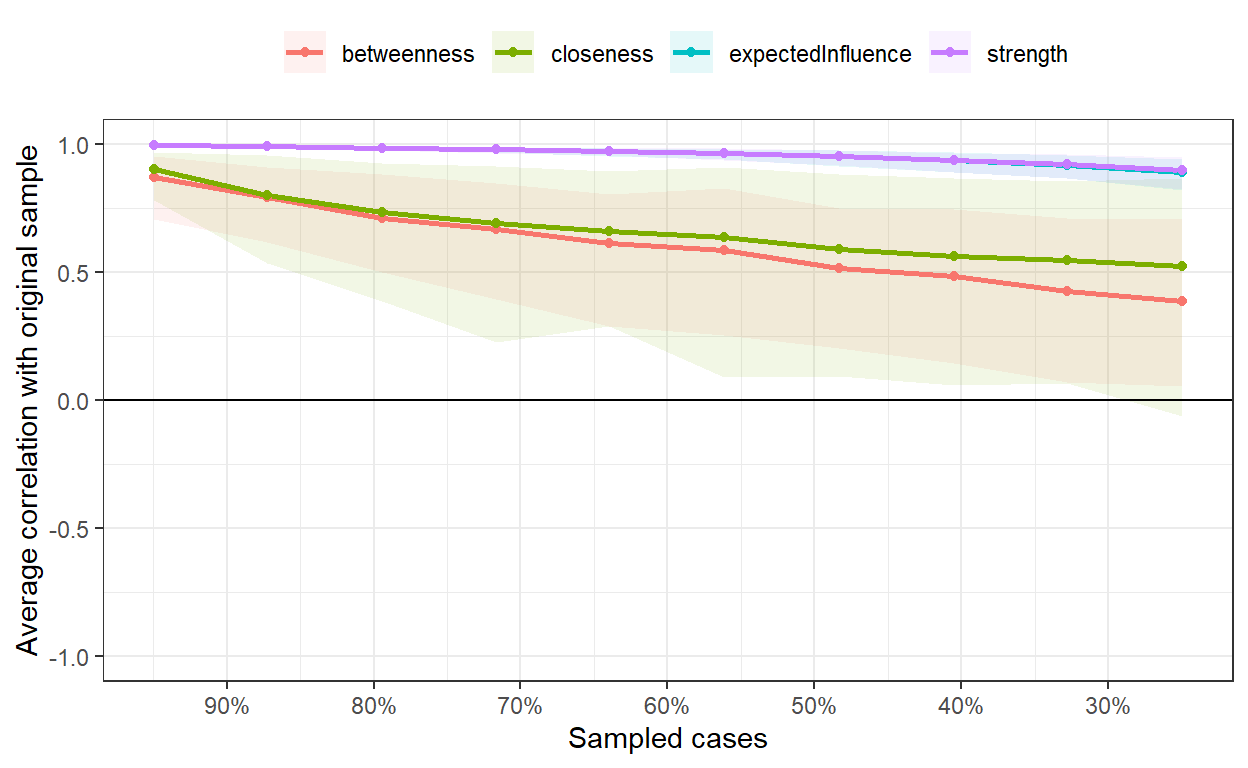 betweenness closeness expectedInfluence strength
Average correlation with original sample
1.0
0.5
0.0
-0.5
-1.0
90% 80% 70% 60% 50% 40% 30%
Sampled cases